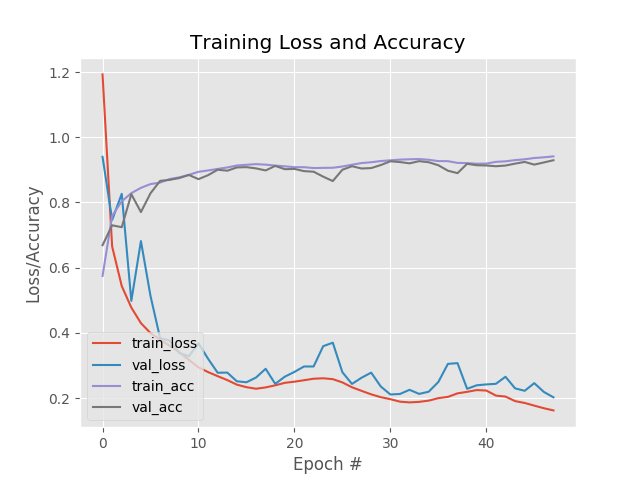 Training Loss and Accuracy
Loss/Accuracy
1.2
1.0
0.8
0.6
0.4
0.2
train_loss
val_loss
train_acc
val_acc
0 10 20 30 40
Epoch #